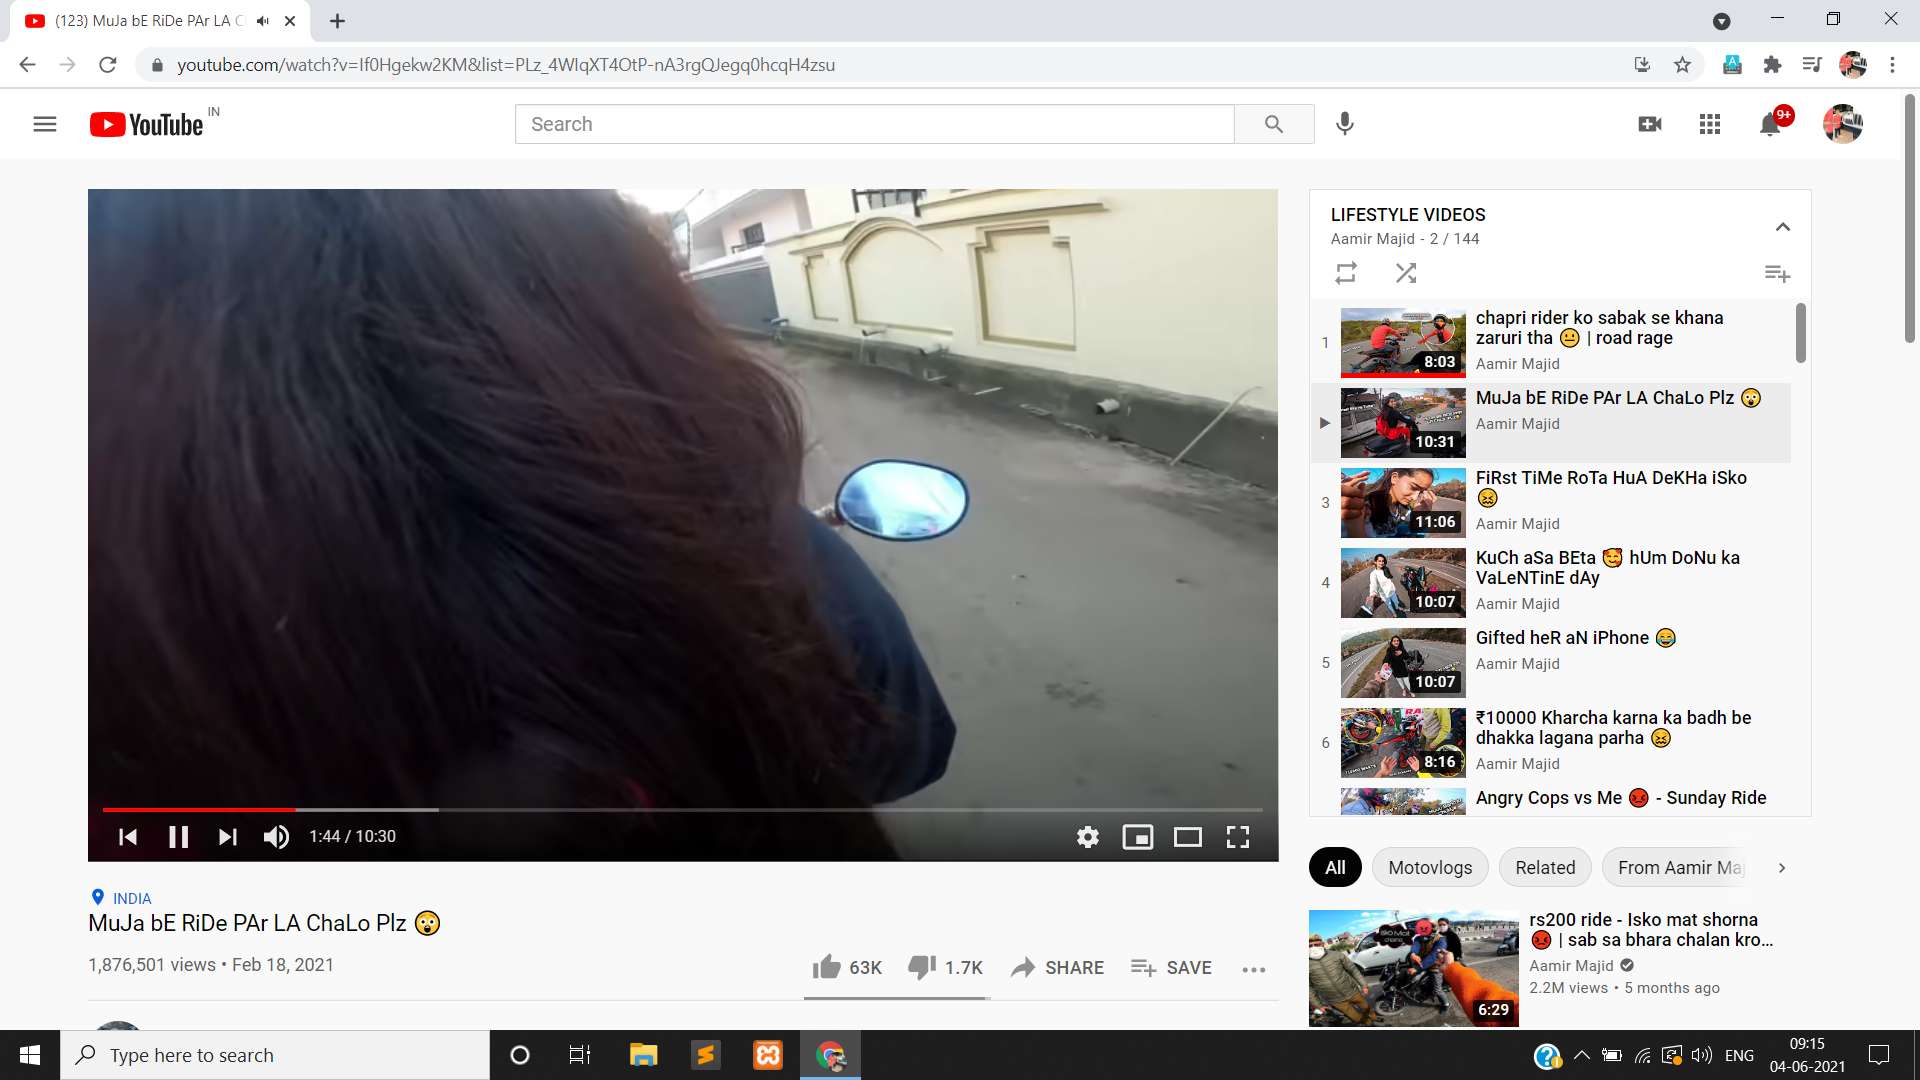 (123) MuJa bE RiDe PAr LA C
youtube.com/watch?v=If0Hgekw2KM&list=PLz_4WIqXT4OtP-nA3rgQJegq0hcqH4zsu
YouTube IN
Search
9+
LIFESTYLE VIDEOS
Aamir Majid - 2 / 144
1
8:03
chapri rider ko sabak se khana
zaruri tha 😐 | road rage
Aamir Majid
10:31
MuJa bE RiDe PAr LA ChaLo Plz 😲
Aamir Majid
3
11:06
FiRst TiMe RoTa HuA DeKHa iSko
😖
Aamir Majid
4
10:07
KuCh aSa BEta 🥰 hUm DoNu ka
VaLeNTinE dAy
Aamir Majid
5
10:07
Gifted heR aN iPhone 😂
Aamir Majid
6
8:16
₹10000 Kharcha karna ka badh be
dhakka lagana parha 😖
Aamir Majid
Angry Cops vs Me 😡 - Sunday Ride
1:44 / 10:30
INDIA
MuJa bE RiDe PAr LA ChaLo Plz 😲
1,876,501 views • Feb 18, 2021
63K
1.7K
SHARE
SAVE
All
Motovlogs
Related
From Aamir Maj
6:29
rs200 ride - Isko mat shorna
😡 | sab sa bhara chalan kro...
Aamir Majid
2.2M views • 5 months ago
Type here to search
ENG
09:15
04-06-2021